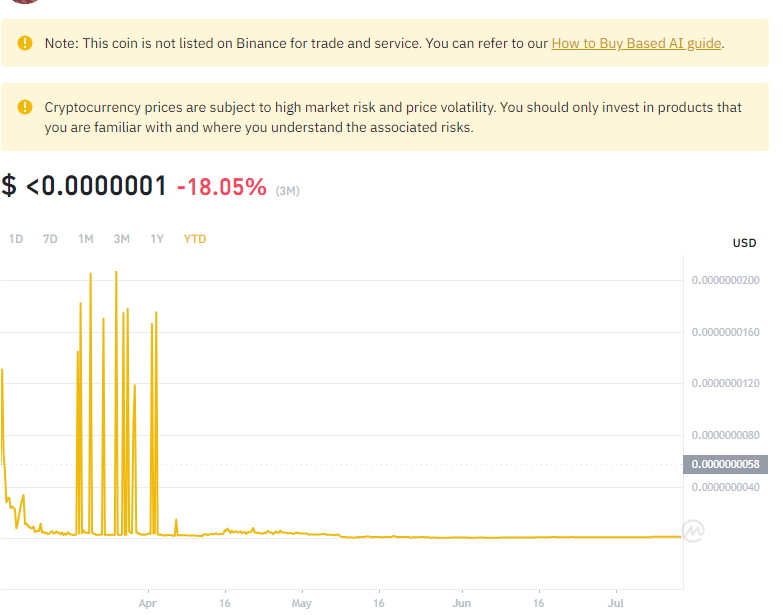 Note: This coin is not listed on Binance for trade and service. You can refer to our How to Buy Based AI guide.
Cryptocurrency prices are subject to high market risk and price volatility. You should only invest in products that
you are familiar with and where you understand the associated risks.
$ <0.0000001 -18.05% (3M)
1D 7D 1M 3M 1Y YTD
USD
0.0000000200
0.0000000160
0.0000000120
0.0000000080
0.0000000058
0.0000000040
Apr 16 May 16 Jun 16 Jul